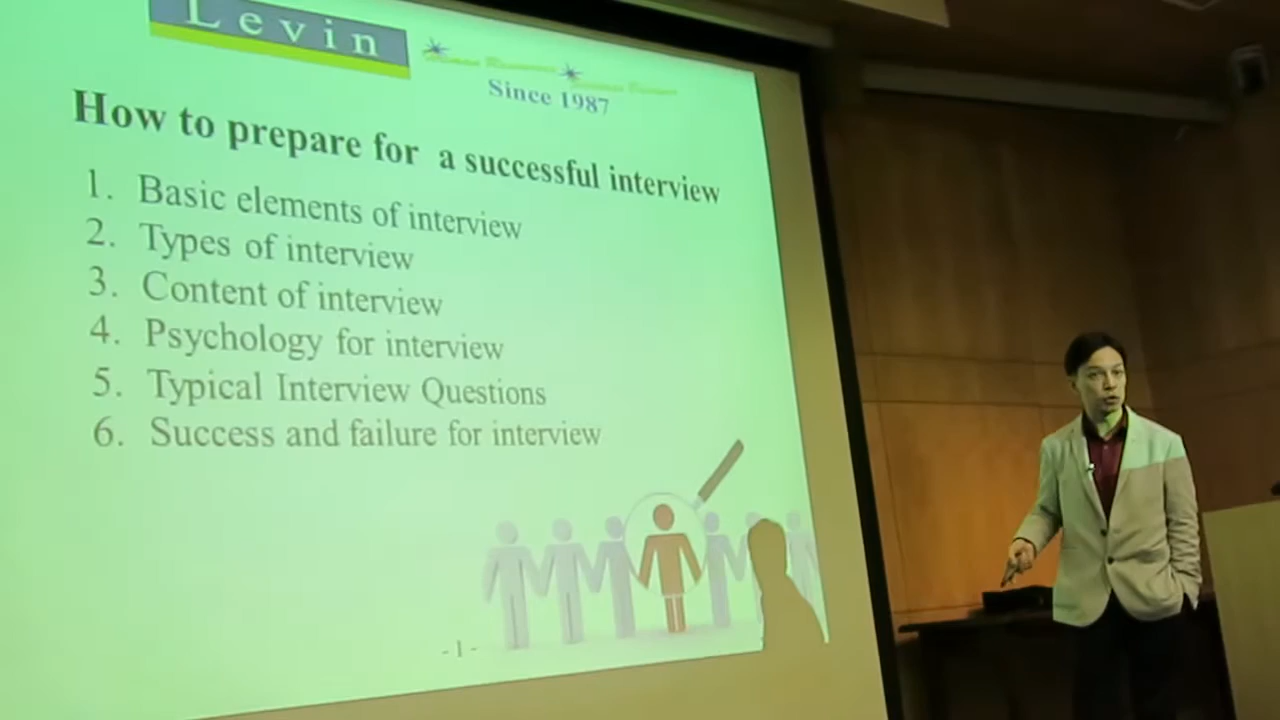 Levin
Since 1987
How to prepare for a successful interview
1. Basic elements of interview
2. Types of interview
3. Content of interview
4. Psychology for interview
5. Typical Interview Questions
6. Success and failure for interview
- 1 -